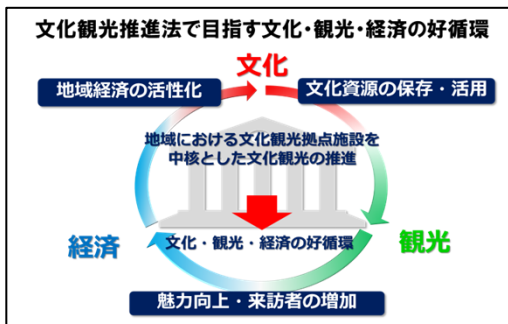 文化観光推進法で目指す文化・観光・経済の好循環
文化
地域経済の活性化
文化資源の保存・活用
地域における文化観光拠点施設を
中核とした文化観光の推進
経済
文化・観光・経済の好循環
観光
魅力向上・来訪者の増加